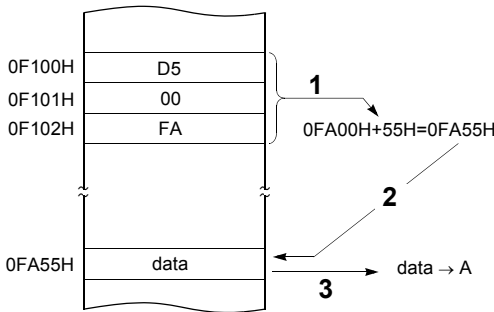 0F100H D5
0F101H 00
0F102H FA
1
0FA00H+55H=0FA55H
2
0FA55H data
3
data → A